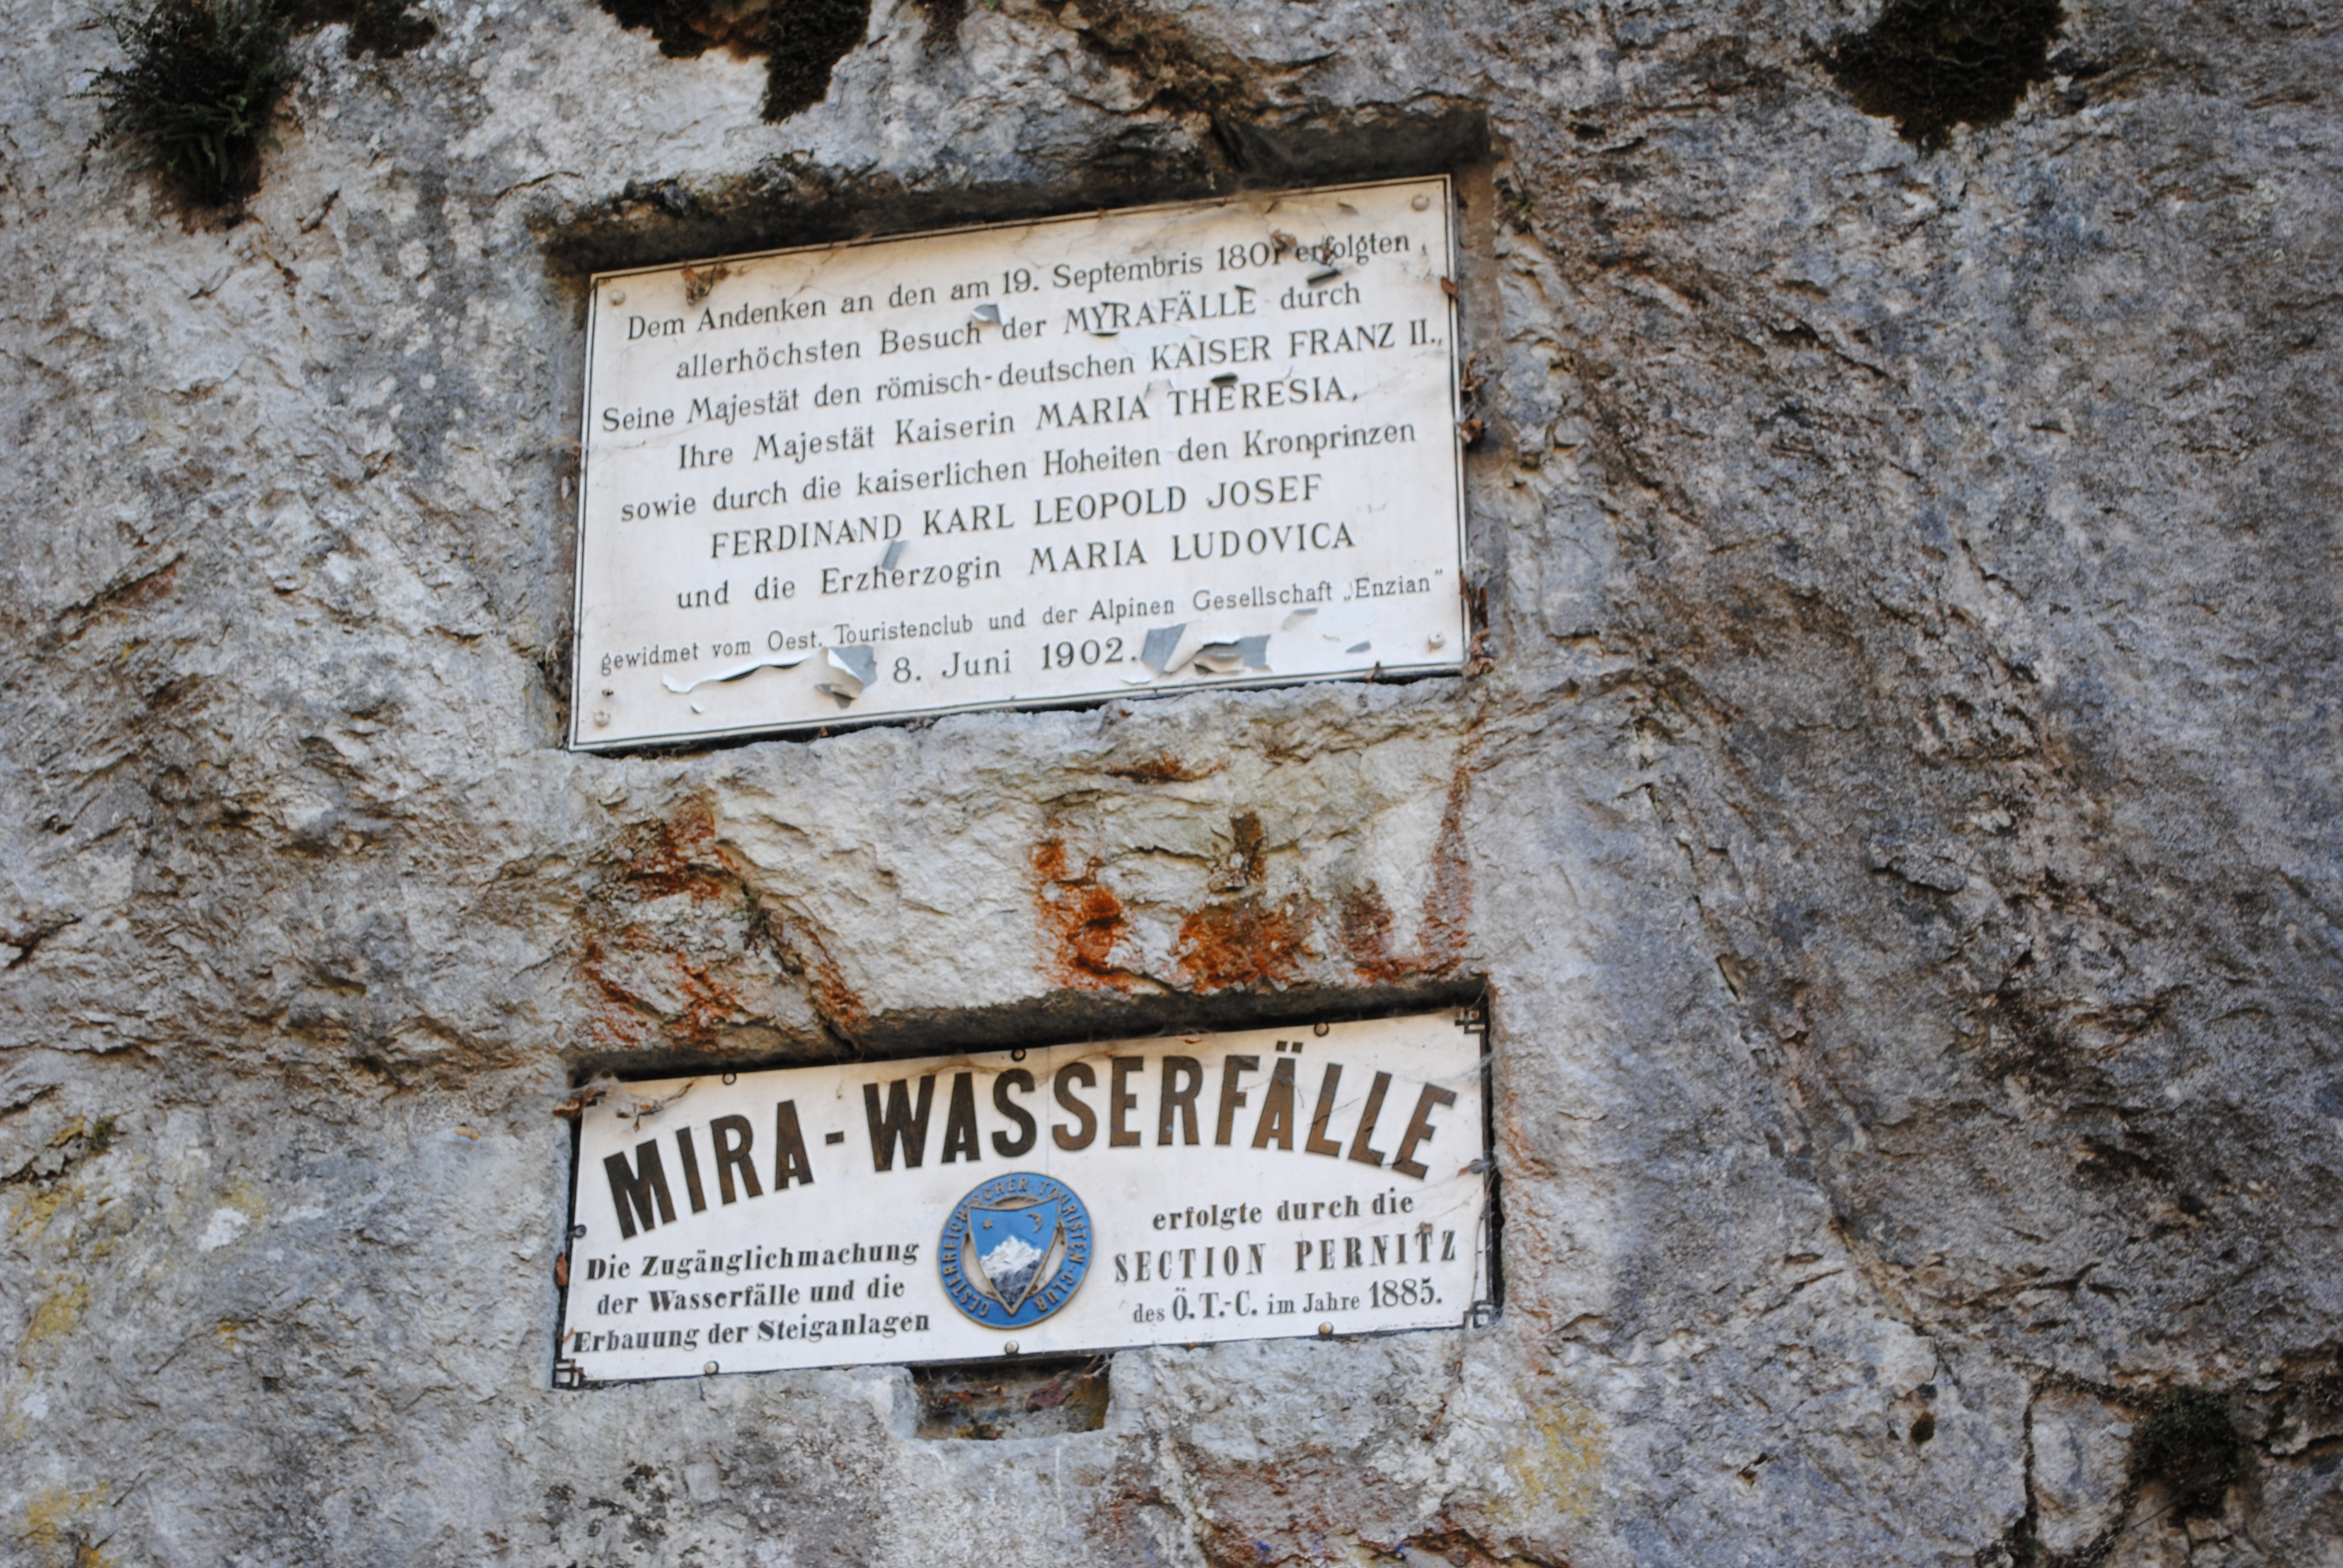 Dem Andenken an den am 19. Septembris 1801 erfolgten
allerhöchsten Besuch der MYRAFÄLLE durch
Seine Majestät den römisch-deutschen KAISER FRANZ II.,
Ihre Majestät Kaiserin MARIA THERESIA,
sowie durch die kaiserlichen Hoheiten den Kronprinzen
FERDINAND KARL LEOPOLD JOSEF
und die Erzherzogin MARIA LUDOVICA
gewidmet vom Oest. Touristenclub und der Alpinen Gesellschaft „Enzian"
8. Juni 1902.
MIRA-WASSERFÄLLE
Die Zugänglichmachung
der Wasserfälle und die
Erbauung der Steiganlagen
OESTERREICHISCHER TOURISTEN-CLUB
erfolgte durch die
SECTION PERNITZ
des Ö.T.-C. im Jahre 1885.